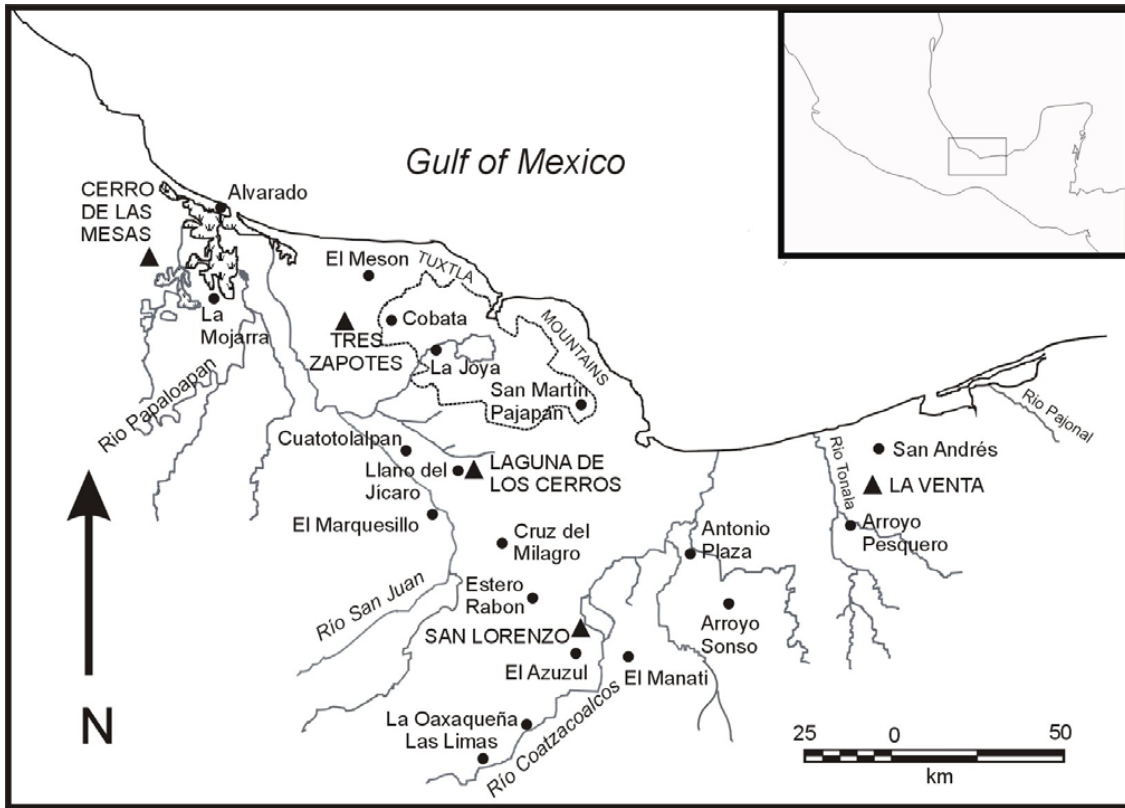 Gulf of Mexico
CERRO
DE LAS
MESAS
Alvarado
El Meson
TUXTLA
MOUNTAINS
La
Mojarra
TRES
ZAPOTES
Cobata
La Joya
San Martín
Pajapan
Río Papaloapan
Cuatotolalpan
Llano del
Jícaro
LAGUNA DE
LOS CERROS
El Marquesillo
Cruz del
Milagro
Antonio
Plaza
Río Tonala
San Andrés
LA VENTA
Arroyo
Pesquero
Rio Pajonal
Río San Juan
Estero
Rabon
SAN LORENZO
El Azuzul
El Manati
Arroyo
Sonso
La Oaxaqueña
Las Limas
Río Coatzacoalcos
N
25 0 50
km